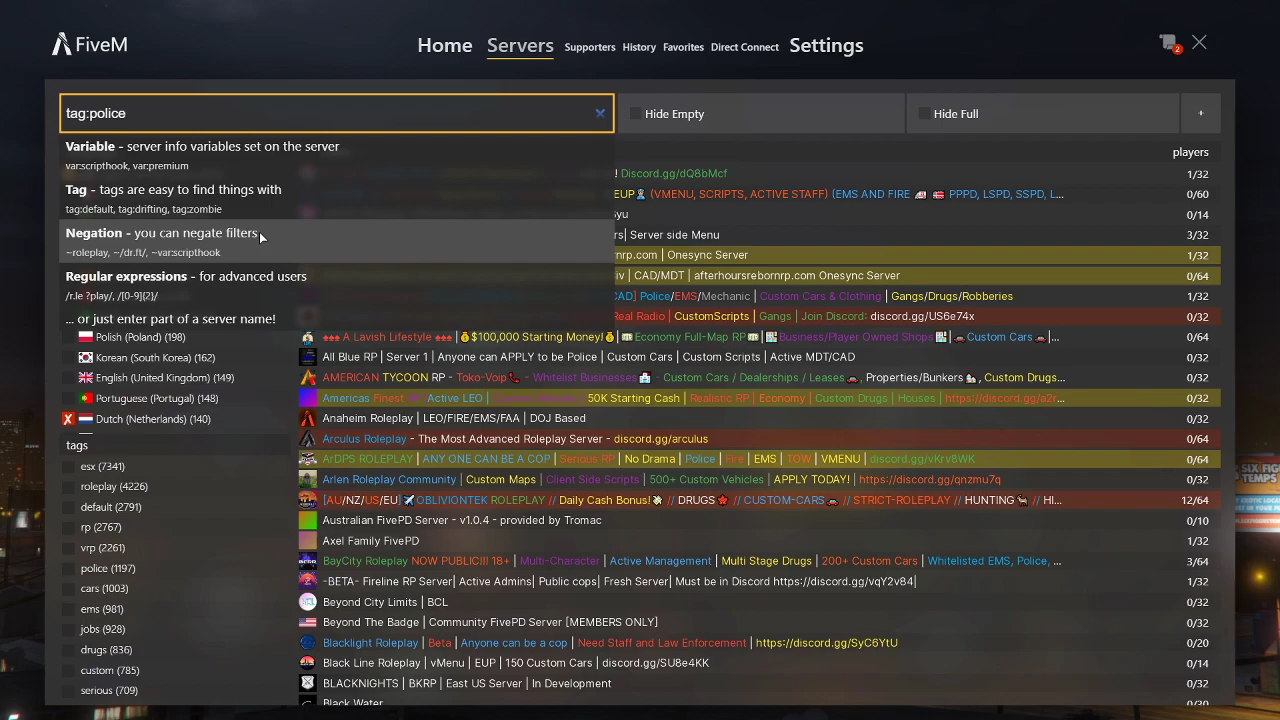 FiveM
Home Servers Supporters History Favorites Direct Connect Settings
2
tag:police
Hide Empty
Hide Full
+
Variable - server info variables set on the server
var:scripthook, var:premium
Tag - tags are easy to find things with
tag:default, tag:drifting, tag:zombie
Negation - you can negate filters
~roleplay, ~/dr.ft/, ~var:scripthook
Regular expressions - for advanced users
/r.le ?play/, /[0-9]{2}/
... or just enter part of a server name!
Polish (Poland) (198)
Korean (South Korea) (162)
English (United Kingdom) (149)
Portuguese (Portugal) (148)
Dutch (Netherlands) (140)
tags
esx (7341)
roleplay (4226)
default (2791)
rp (2767)
vrp (2261)
police (1197)
cars (1003)
ems (981)
jobs (928)
drugs (836)
custom (785)
serious (709)
players
! Discord.gg/dQ8bMcf 1/32
EUP (VMENU, SCRIPTS, ACTIVE STAFF) (EMS AND FIRE PPPD, LSPD, SSPD, L... 0/60
0/14
rs| Server side Menu 3/32
rnrp.com | Onesync Server 1/32
iv | CAD/MDT | afterhoursrebornrp.com Onesync Server 0/64
CAD] Police/EMS/Mechanic | Custom Cars & Clothing | Gangs/Drugs/Robberies 1/32
Real Radio | CustomScripts | Gangs | Join Discord: discord.gg/US6e74x 0/32
A Lavish Lifestyle |💰$100,000 Starting Money!💰|💵Economy Full-Map RP💵|🏪Business/Player Owned Shops🏪|🚗Custom Cars🚗|... 0/64
All Blue RP | Server 1 | Anyone can APPLY to be Police | Custom Cars | Custom Scripts | Active MDT/CAD 0/32
AMERICAN TYCOON RP - Toko-Voip📞 - Whitelist Businesses - Custom Cars / Dealerships / Leases🚗, Properties/Bunkers, Custom Drugs... 0/32
Americas Finest Active LEO | 50K Starting Cash | Realistic RP | Economy | Custom Drugs | Houses | https://discord.gg/a2r... 0/32
Anaheim Roleplay | LEO/FIRE/EMS/FAA | DOJ Based 0/32
Arculus Roleplay - The Most Advanced Roleplay Server - discord.gg/arculus 0/64
ArDPS ROLEPLAY | ANY ONE CAN BE A COP | Serious RP | No Drama | Police | Fire | EMS | TOW | VMENU | discord.gg/vKrv8WK 0/64
Arlen Roleplay Community | Custom Maps | Client Side Scripts | 500+ Custom Vehicles | APPLY TODAY! | https://discord.gg/qnzmu7q 0/32
[AU/NZ/US/EU]✈️OBLIVIONTEK ROLEPLAY // Daily Cash Bonus!💸 // DRUGS // CUSTOM-CARS🚗 // STRICT-ROLEPLAY // HUNTING // HI... 12/64
Australian FivePD Server - v1.0.4 - provided by Tromac 0/10
Axel Family FivePD 1/32
BayCity Roleplay NOW PUBLIC!!! 18+ | Multi-Character | Active Management | Multi Stage Drugs | 200+ Custom Cars | Whitelisted EMS, Police, ... 3/64
-BETA- Fireline RP Server| Active Admins| Public cops| Fresh Server| Must be in Discord https://discord.gg/vqY2v84| 1/32
Beyond City Limits | BCL 0/32
Beyond The Badge | Community FivePD Server [MEMBERS ONLY] 0/32
Blacklight Roleplay | Beta | Anyone can be a cop | Need Staff and Law Enforcement | https://discord.gg/SyC6YtU 0/20
Black Line Roleplay | vMenu | EUP | 150 Custom Cars | discord.gg/SU8e4KK 0/14
BLACKNIGHTS | BKRP | East US Server | In Development 0/32
Black Water